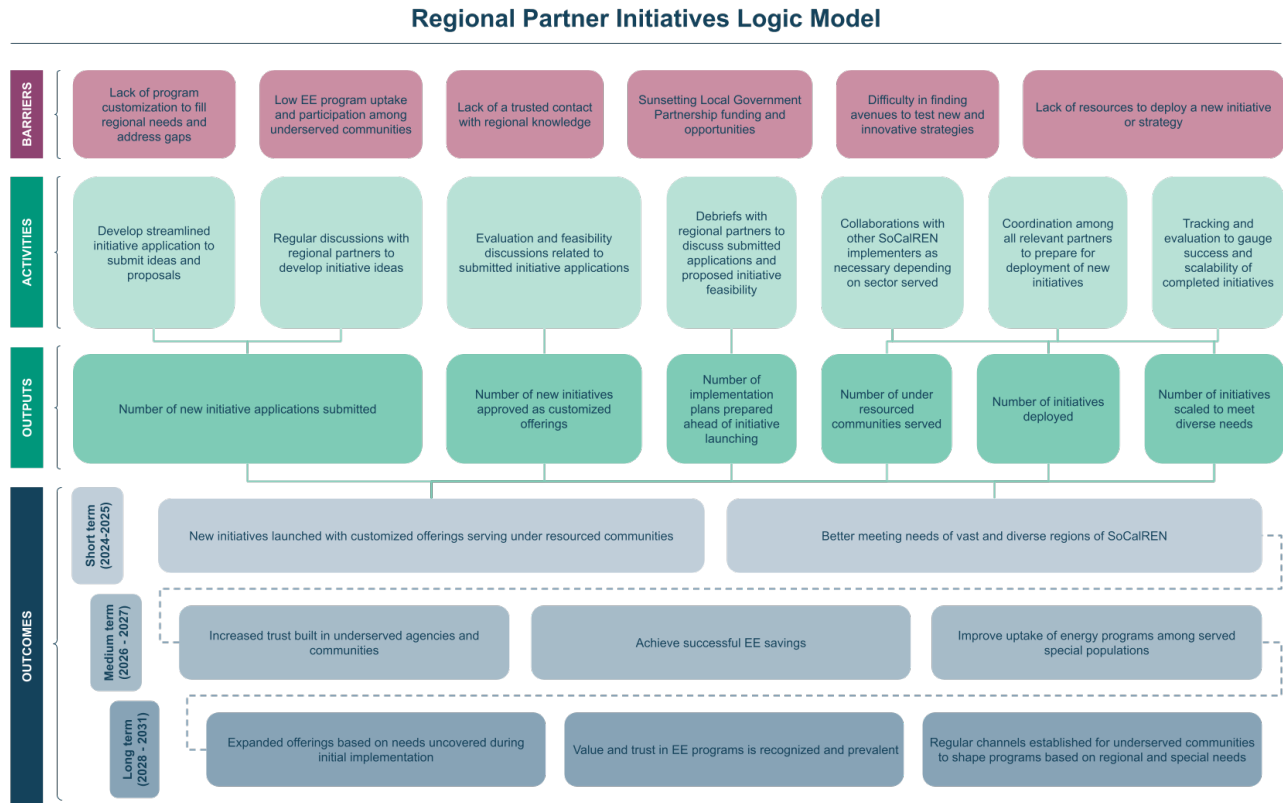 Regional Partner Initiatives Logic Model
BARRIERS
Lack of program
customization to fill
regional needs and
address gaps
Low EE program uptake
and participation among
underserved communities
Lack of a trusted contact
with regional knowledge
Sunsetting Local Government
Partnership funding and
opportunities
Difficulty in finding
avenues to test new and
innovative strategies
Lack of resources to deploy a new initiative
or strategy
ACTIVITIES
Develop streamlined
initiative application to
submit ideas and
proposals
Regular discussions with
regional partners to
develop initiative ideas
Evaluation and feasibility
discussions related to
submitted initiative applications
Debriefs with
regional partners to
discuss submitted
applications and
proposed initiative
feasibility
Collaborations with
other SoCalREN
implementers as
necessary depending
on sector served
Coordination among
all relevant partners
to prepare for
deployment of new
initiatives
Tracking and
evaluation to gauge
success and
scalability of
completed initiatives
OUTPUTS
Number of new initiative applications submitted
Number of new initiatives
approved as customized
offerings
Number of
implementation
plans prepared
ahead of initiative
launching
Number of under
resourced
communities served
Number of initiatives
deployed
Number of initiatives
scaled to meet
diverse needs
OUTCOMES
Short term
(2024-2025)
New initiatives launched with customized offerings serving under resourced communities
Better meeting needs of vast and diverse regions of SoCalREN
Medium term
(2026 - 2027)
Increased trust built in underserved agencies and
communities
Achieve successful EE savings
Improve uptake of energy programs among served
special populations
Long term
(2028 - 2031)
Expanded offerings based on needs uncovered during
initial implementation
Value and trust in EE programs is recognized and prevalent
Regular channels established for underserved communities
to shape programs based on regional and special needs